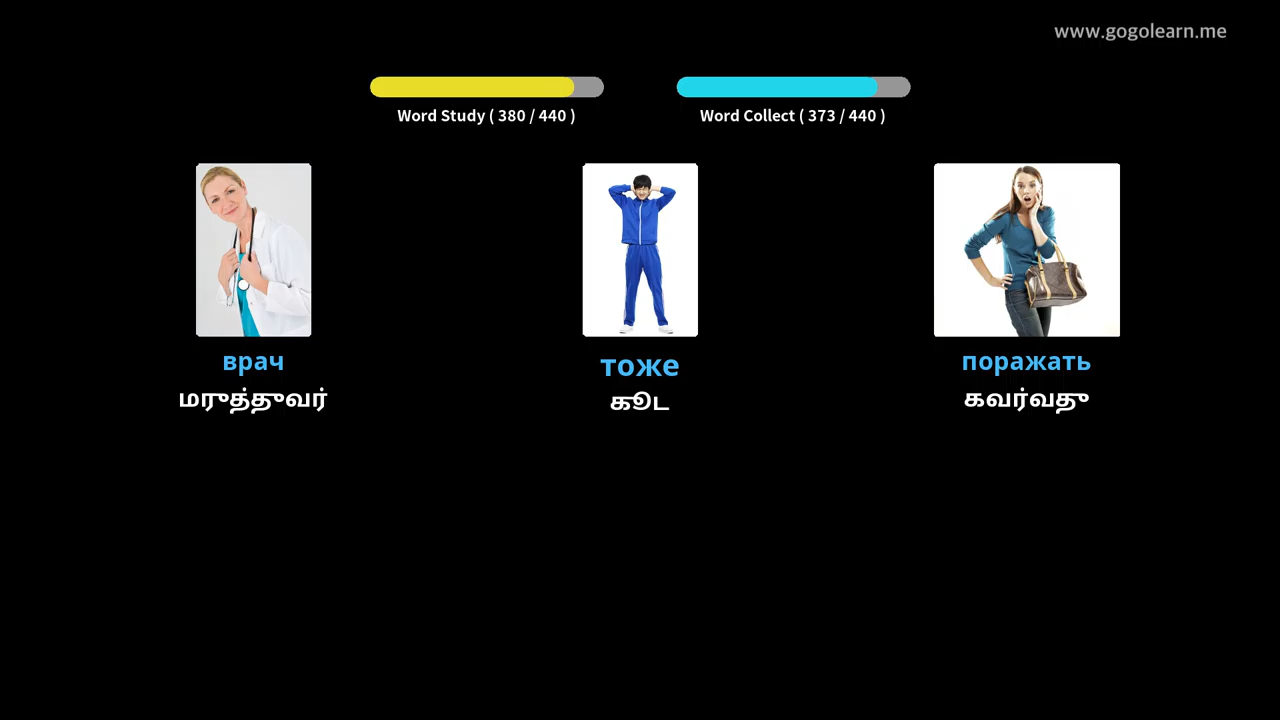 www.gogolearn.me
Word Study ( 380 / 440 )
Word Collect ( 373 / 440 )
врач
тоже
поражать
மருத்துவர்
கூட
கவர்வது